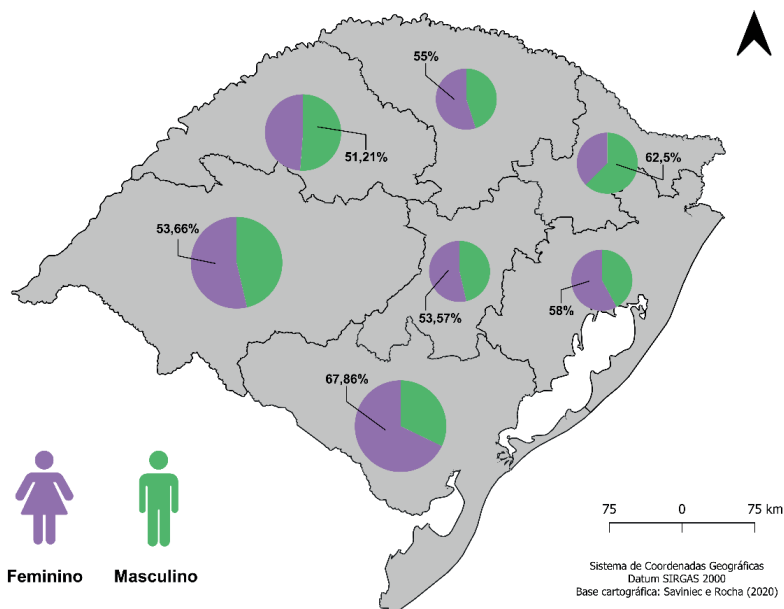 55%
51,21%
62,5%
53,66%
53,57%
58%
67,86%
Feminino
Masculino
75 0 75 km
Sistema de Coordenadas Geográficas
Datum SIRGAS 2000
Base cartográfica: Saviniec e Rocha (2020)